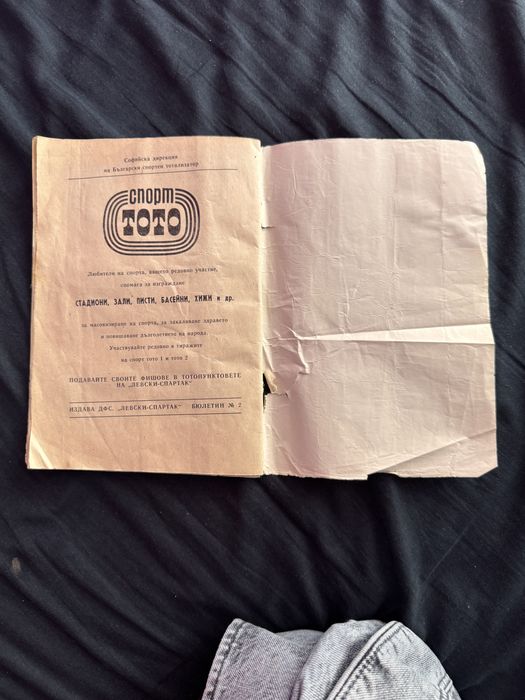 Софийска дирекция
на Български спортен тотализатор
спорт
ТОТО
Любители на спорта, вашето редовно участие,
спомага за изграждане
СТАДИОНИ, ЗАЛИ, ПИСТИ, БАСЕЙНИ, ХИЖИ и др.
за масовизиране на спорта, за закаляване здравето
и повишаване дълголетието на народа.
Участвувайте редовно в тиражите
на спорт тото 1 и тото 2
ПОДАВАЙТЕ СВОИТЕ ФИШОВЕ В ТОТОПУНКТОВЕТЕ
НА „ЛЕВСКИ-СПАРТАК"
ИЗДАВА ДФС. „ЛЕВСКИ-СПАРТАК" БЮЛЕТИН № 2